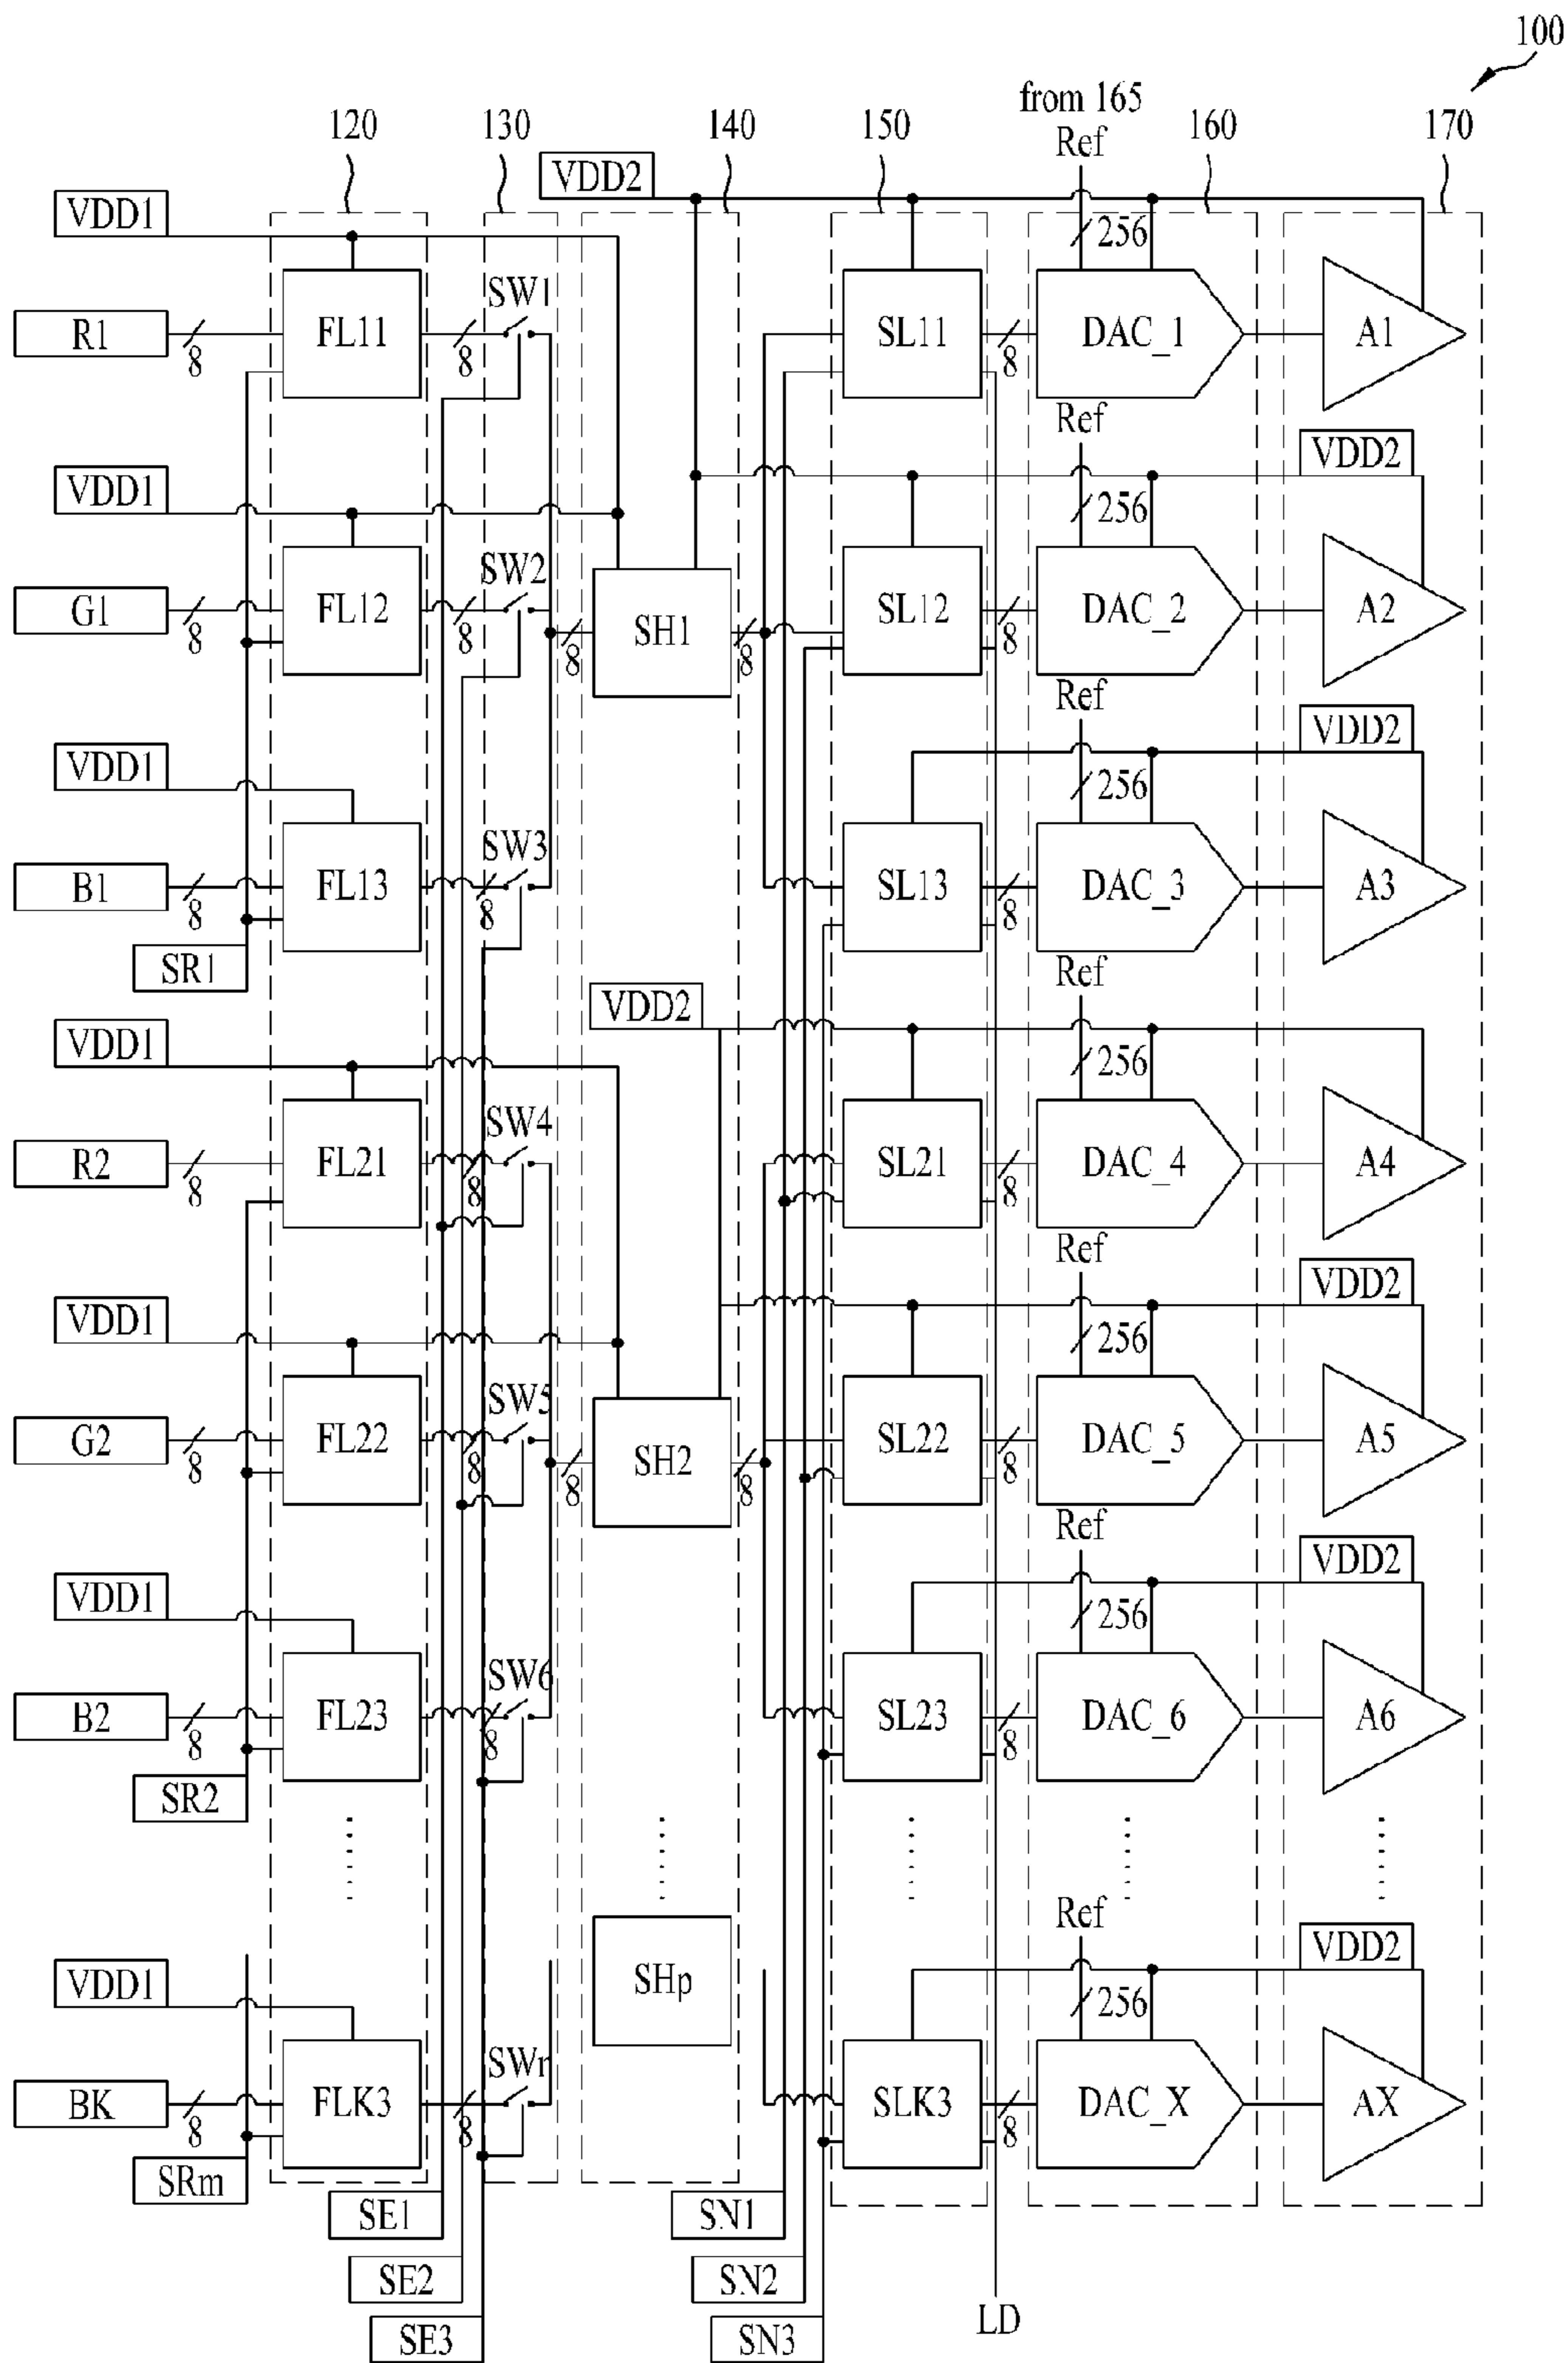 100
from 165
120 130 140 150 Ref 160 170
VDD2
VDD1
256
SW1
R1 8 FL11 8 SL11 8 DAC_1 A1
Ref
VDD1 VDD2
256
SW2
G1 8 FL12 8 8 SH1 8 SL12 8 DAC_2 A2
Ref
VDD1 VDD2
256
SW3
B1 8 FL13 8 SL13 8 DAC_3 A3
SR1
Ref
VDD2
VDD1
256
SW4
R2 8 FL21 8 SL21 8 DAC_4 A4
Ref
VDD1 VDD2
256
SW5
G2 8 FL22 8 8 SH2 8 SL22 8 DAC_5 A5
Ref
VDD1 VDD2
256
SW6
B2 8 FL23 8 SL23 8 DAC_6 A6
SR2
Ref
VDD1 SHp VDD2
256
SWn
BK 8 FLK3 8 SLK3 8 DAC_X AX
SRm
SE1 SN1
SE2 SN2
SE3 SN3
LD